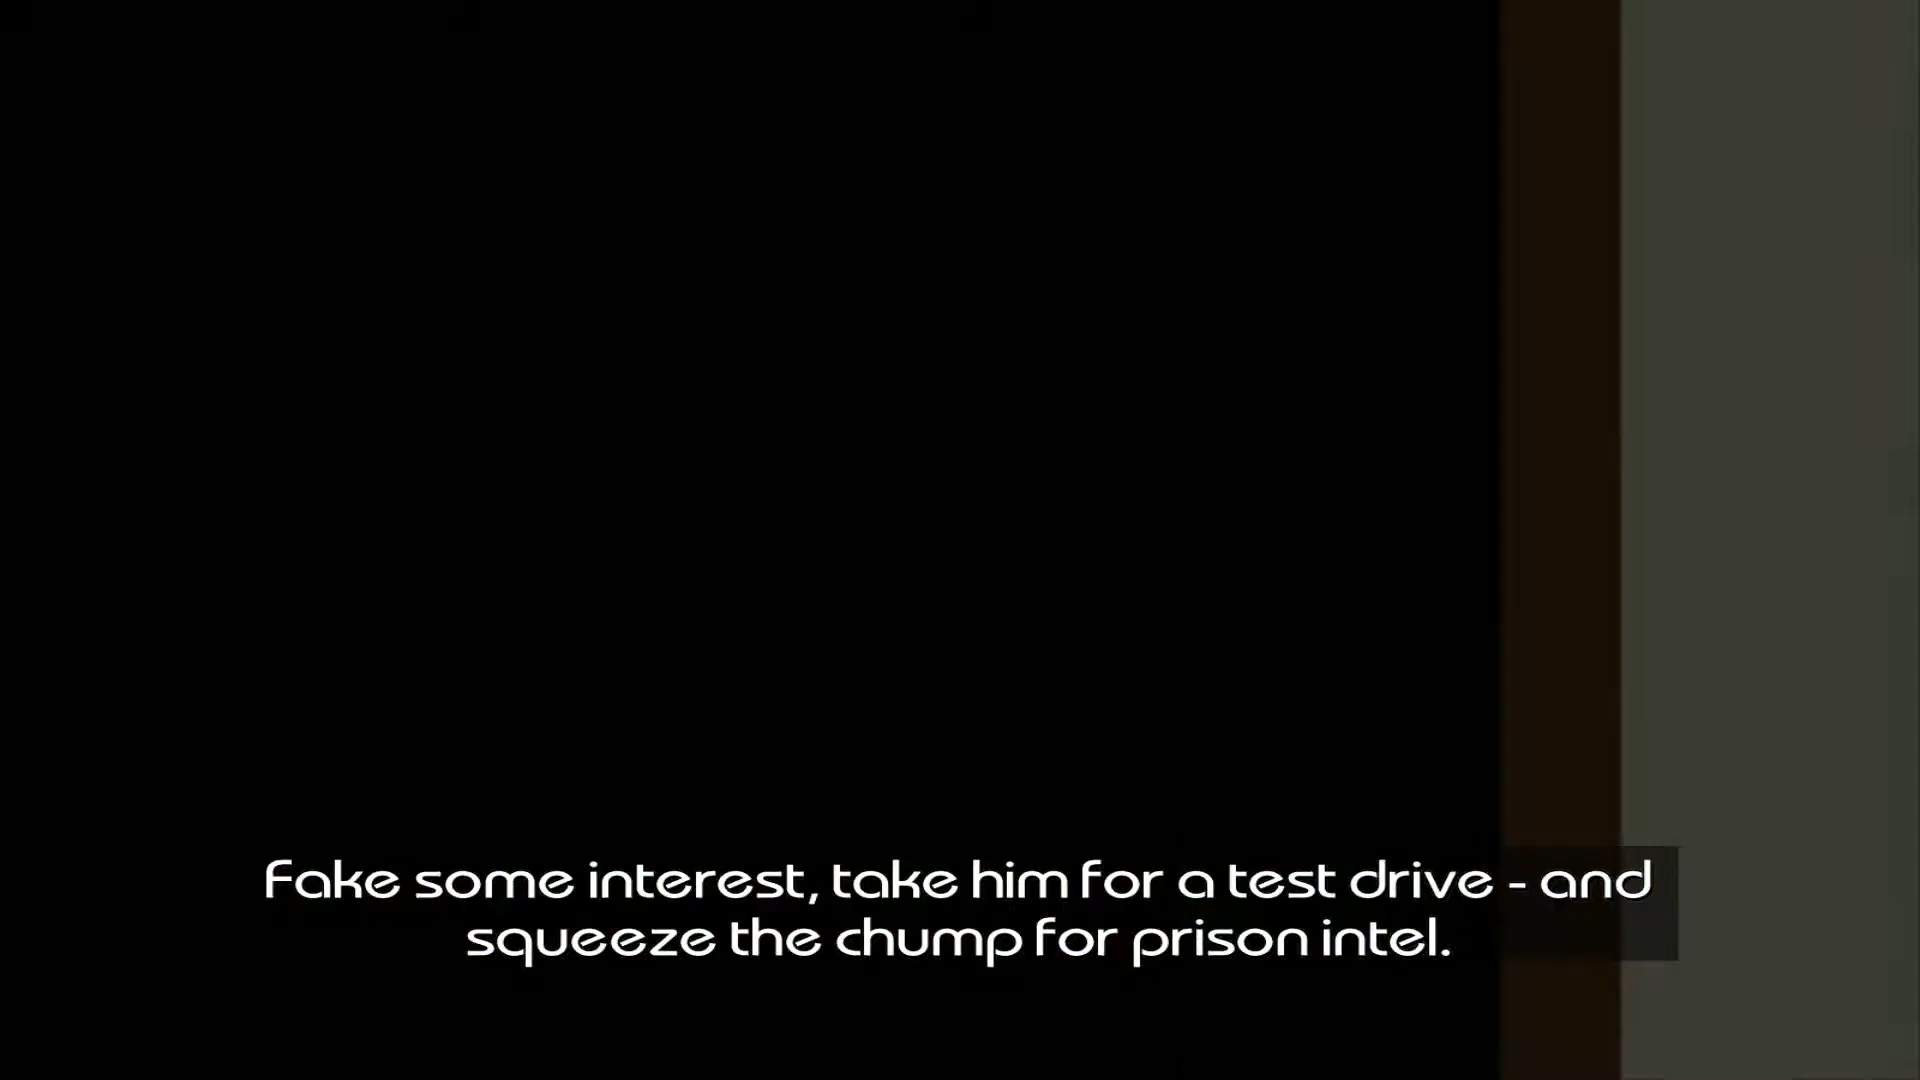 Fake some interest, take him for a test drive - and
squeeze the chump for prison intel.